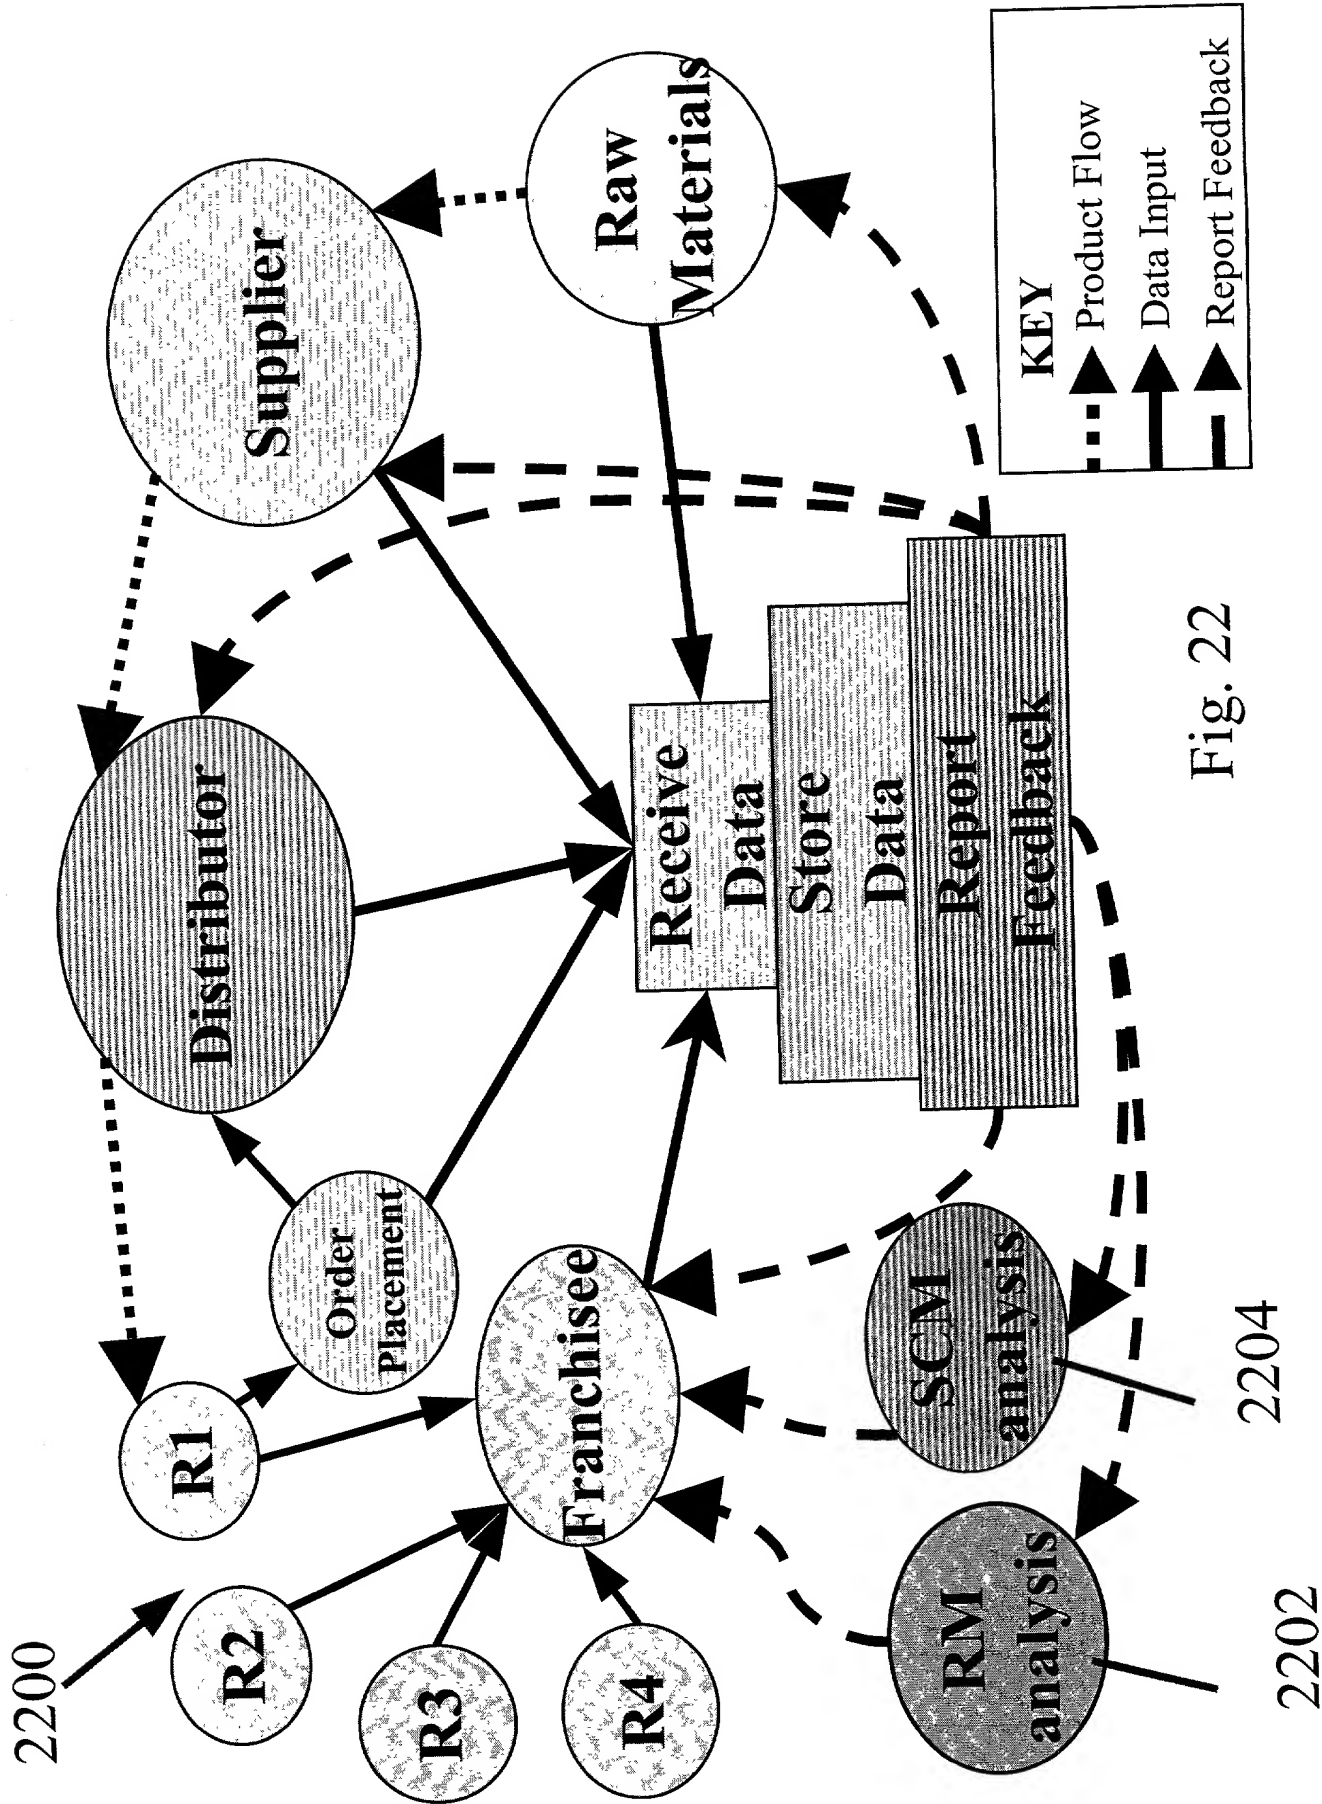 2200
R1
R2
R3
R4
Order
Placement
Distributor
Supplier
Franchisee
Receive
Data
Store
Data
Report
Feedback
Raw
Materials
RM
analysis
SCM
analysis
2202
2204
KEY
Product Flow
Data Input
Report Feedback
Fig. 22